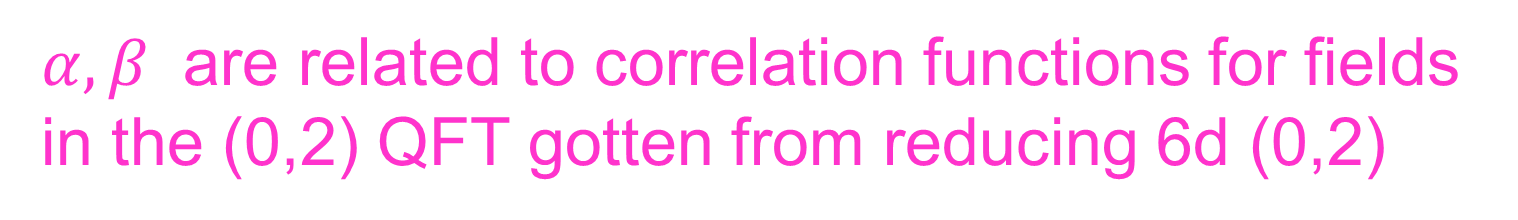 α, β are related to correlation functions for fields
in the (0,2) QFT gotten from reducing 6d (0,2)